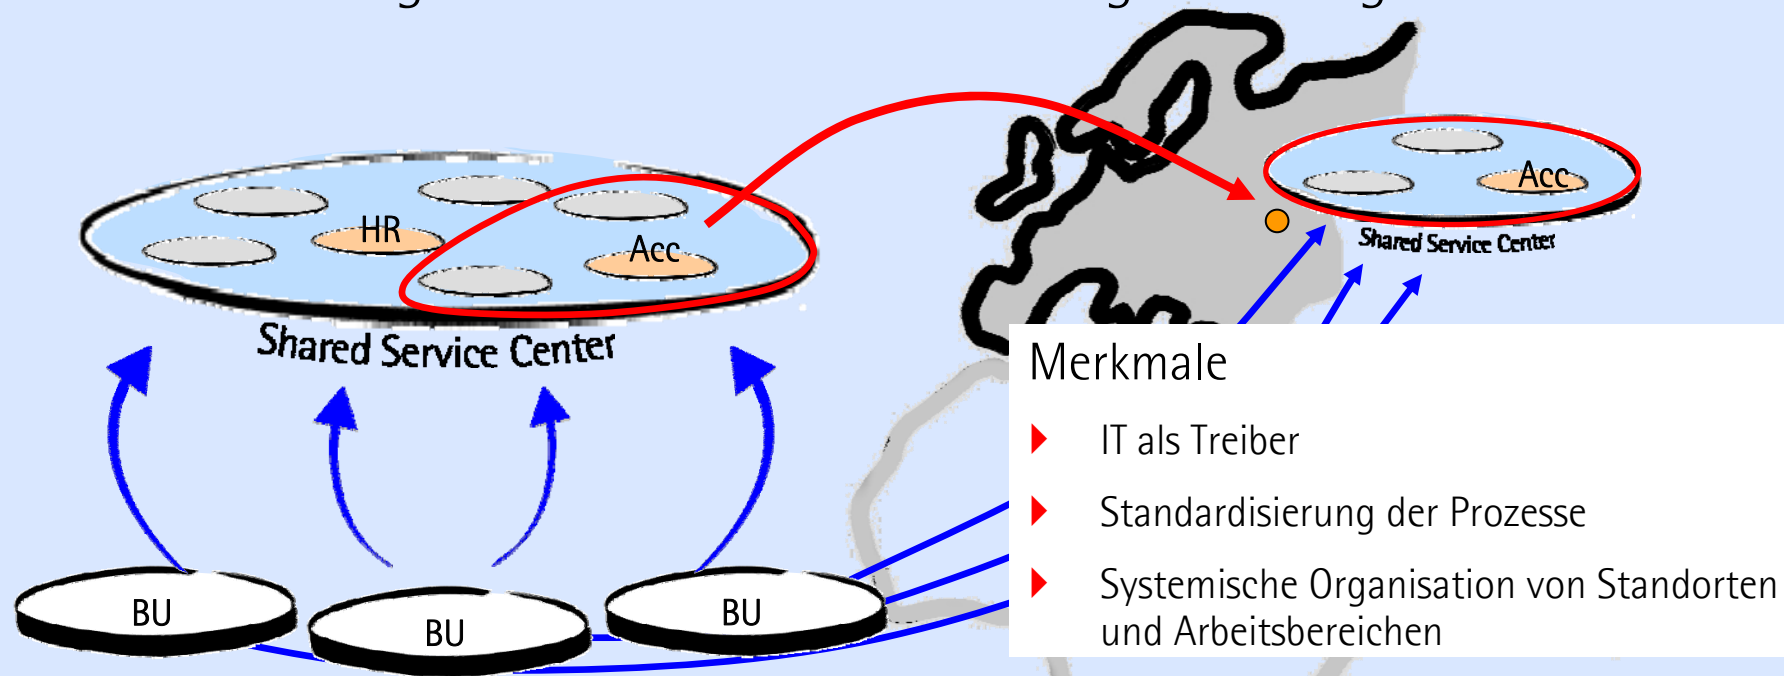 HR
Acc
Shared Service Center
BU
BU
BU
Acc
Shared Service Center
Merkmale
IT als Treiber
Standardisierung der Prozesse
Systemische Organisation von Standorten
und Arbeitsbereichen